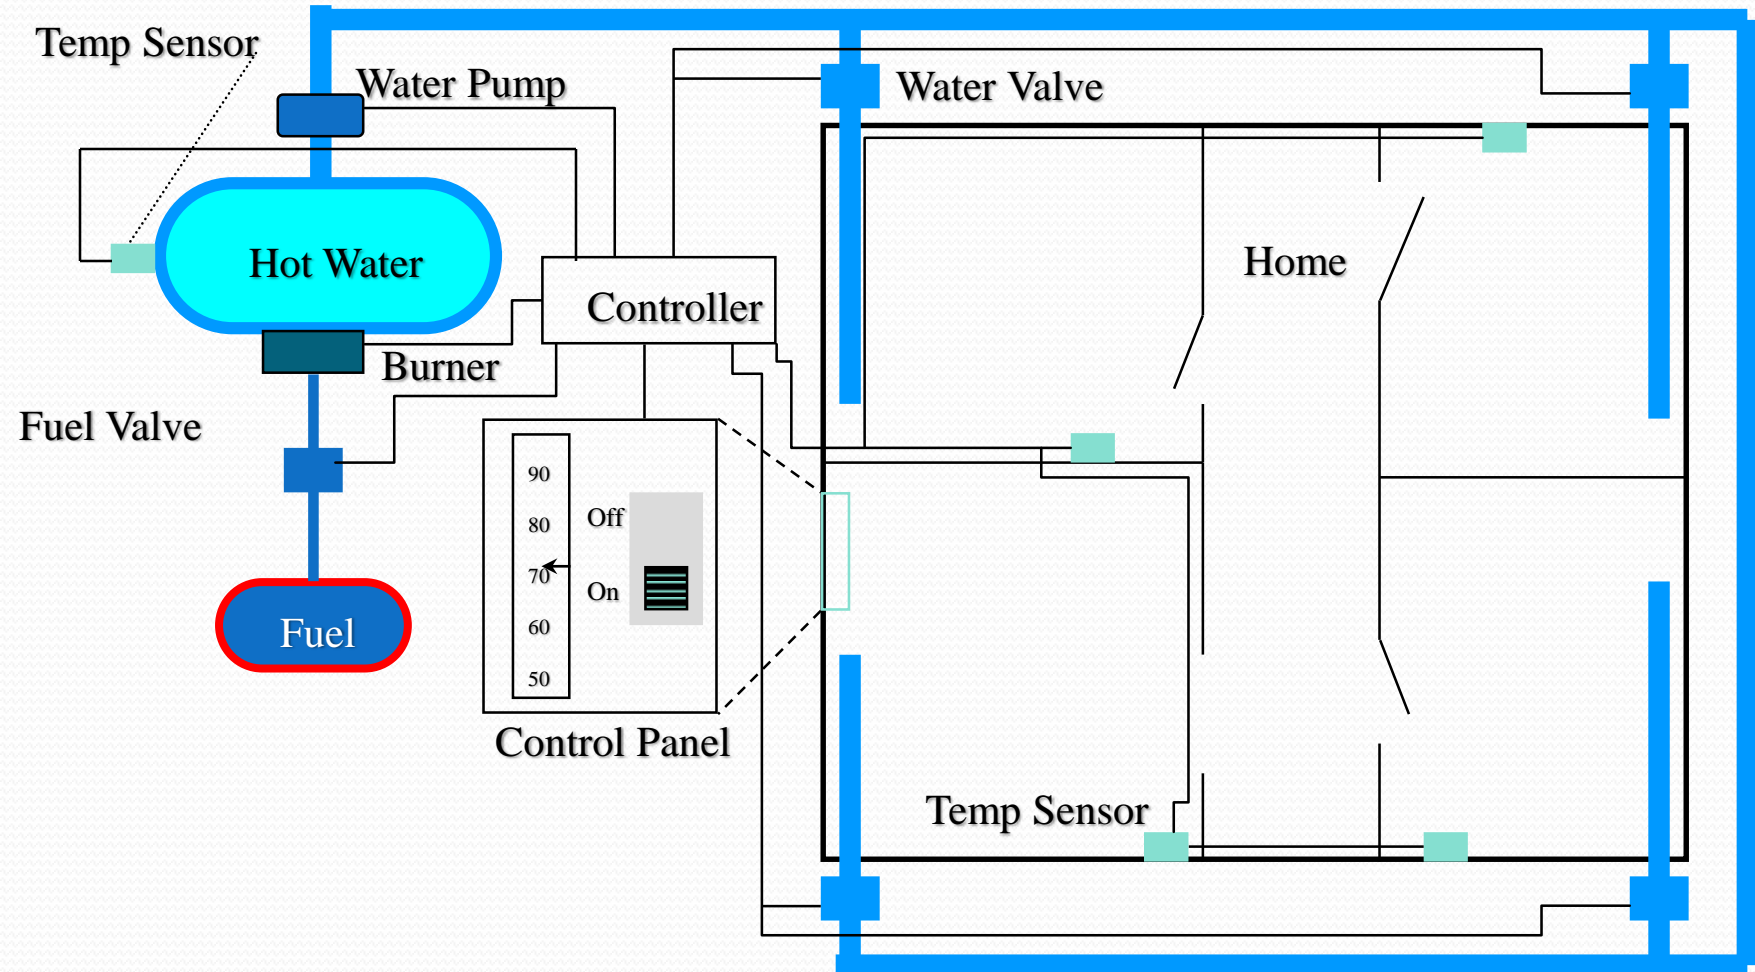 Temp Sensor
Water Pump
Water Valve
Hot Water
Home
Controller
Burner
Fuel Valve
90
80
70
60
50
Off
On
Fuel
Control Panel
Temp Sensor